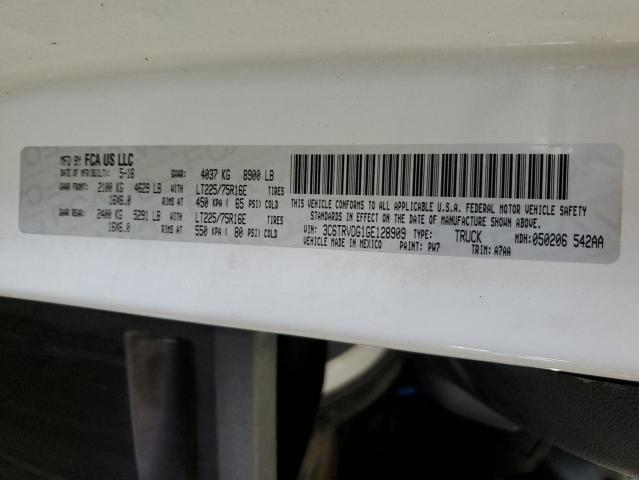 MFD BY FCA US LLC
DATE OF MFR/BUILT: 5-16 GVWR: 4037 KG 8900 LB
GAWR FRONT: 2100 KG 4629 LB WITH LT225/75R16E TIRES
16X6.0 RIMS AT 450 KPA ( 65 PSI) COLD
GAWR REAR: 2400 KG 5291 LB WITH LT225/75R16E TIRES
16X6.0 RIMS AT 550 KPA ( 80 PSI) COLD
THIS VEHICLE CONFORMS TO ALL APPLICABLE U.S.A. FEDERAL MOTOR VEHICLE SAFETY
STANDARDS IN EFFECT ON THE DATE OF MANUFACTURE SHOWN ABOVE.
VIN: 3C6TRVDG1GE128909 TYPE: TRUCK MDH: 050206 542AA
VEHICLE MADE IN MEXICO PAINT: PW7 TRIM: A7AA